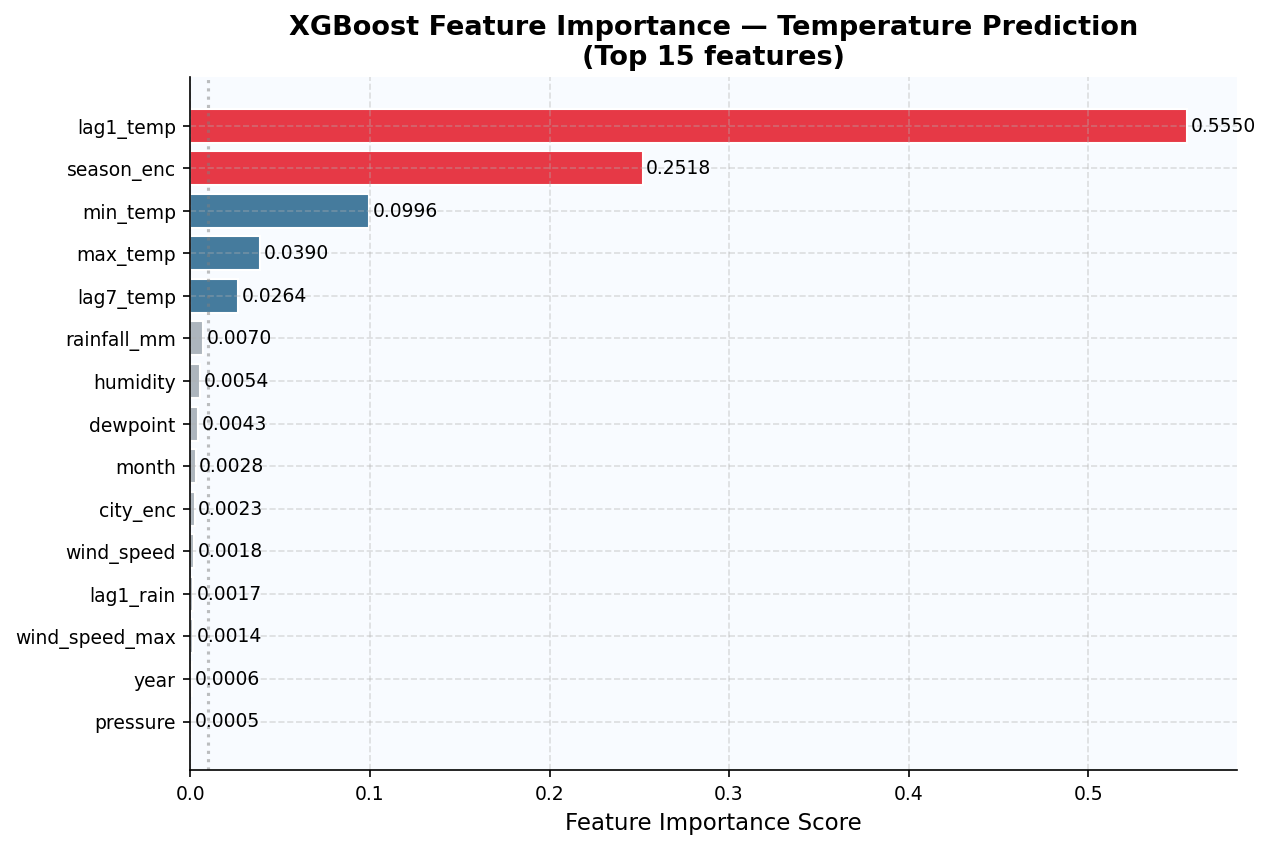 XGBoost Feature Importance — Temperature Prediction
(Top 15 features)
lag1_temp 0.5550
season_enc 0.2518
min_temp 0.0996
max_temp 0.0390
lag7_temp 0.0264
rainfall_mm 0.0070
humidity 0.0054
dewpoint 0.0043
month 0.0028
city_enc 0.0023
wind_speed 0.0018
lag1_rain 0.0017
wind_speed_max 0.0014
year 0.0006
pressure 0.0005
0.0 0.1 0.2 0.3 0.4 0.5
Feature Importance Score